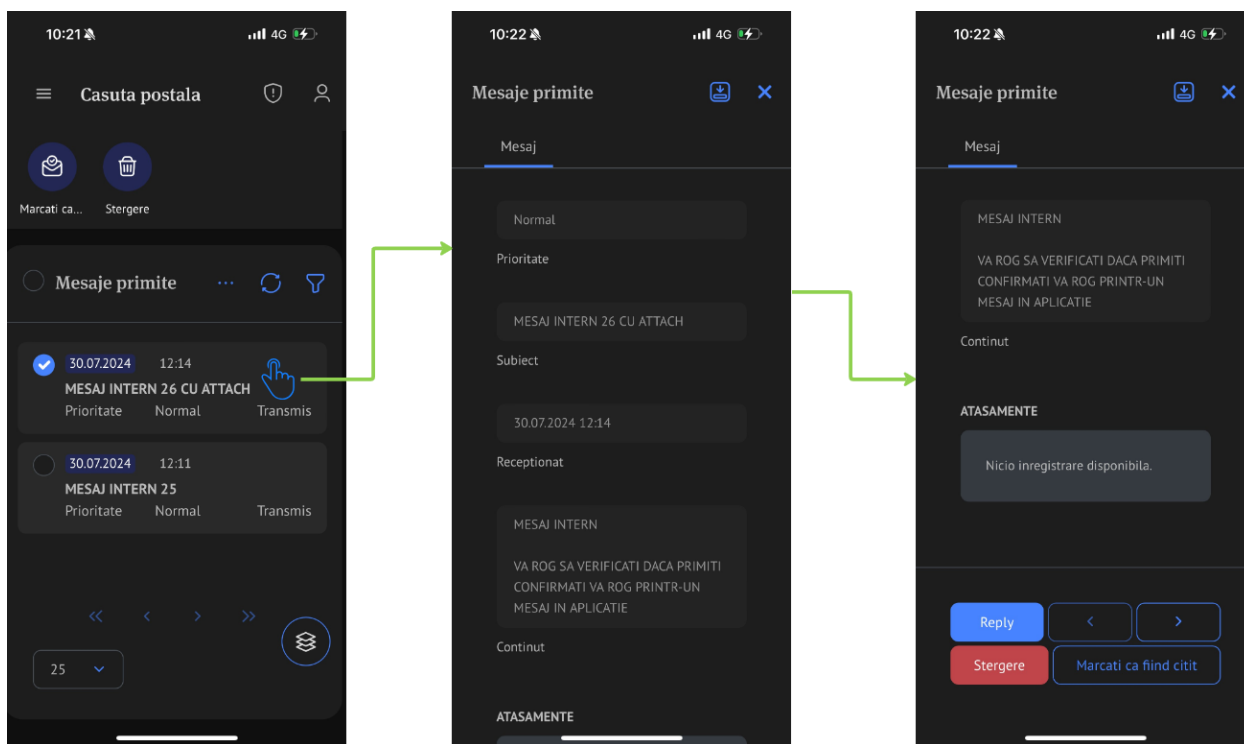 10:21
4G
Casuta postala
Marcati ca...
Stergere
Mesaje primite
30.07.2024 12:14
MESAJ INTERN 26 CU ATTACH
Prioritate Normal Transmis
30.07.2024 12:11
MESAJ INTERN 25
Prioritate Normal Transmis
25
10:22
4G
Mesaje primite
Mesaj
Normal
Prioritate
MESAJ INTERN 26 CU ATTACH
Subiect
30.07.2024 12:14
Receptionat
MESAJ INTERN
VA ROG SA VERIFICATI DACA PRIMITI
CONFIRMATI VA ROG PRINTR-UN
MESAJ IN APLICATIE
Continut
ATASAMENTE
10:22
4G
Mesaje primite
Mesaj
MESAJ INTERN
VA ROG SA VERIFICATI DACA PRIMITI
CONFIRMATI VA ROG PRINTR-UN
MESAJ IN APLICATIE
Continut
ATASAMENTE
Nicio inregistrare disponibila.
Reply
Stergere
Marcati ca fiind citit